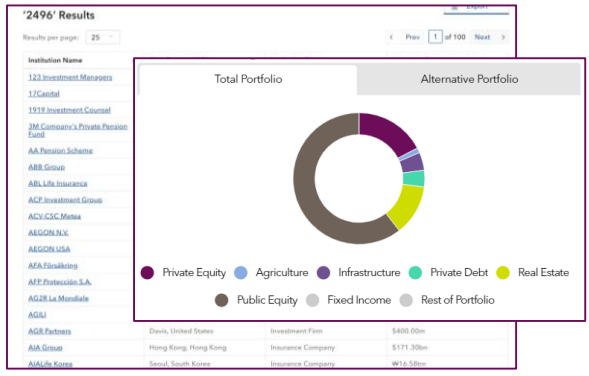 '2496' Results
Export
Results per page: 25
Prev 1 of 100 Next
Institution Name
123 Investment Managers
17Capital
1919 Investment Counsel
3M Company's Private Pension
Fund
AA Pension Scheme
ABB Group
ABL Life Insurance
ACP Investment Group
ACV-CSC Metea
AEGON N.V.
AEGON USA
AFA Försäkring
AFP Protección S.A.
AG2R La Mondiale
AGILI
AGR Partners Davis, United States Investment Firm $400.00m
AIA Group Hong Kong, Hong Kong Insurance Company $171.30bn
AIALife Korea Seoul, South Korea Insurance Company ₩16.58tn
Total Portfolio Alternative Portfolio
Private Equity Agriculture Infrastructure Private Debt Real Estate
Public Equity Fixed Income Rest of Portfolio